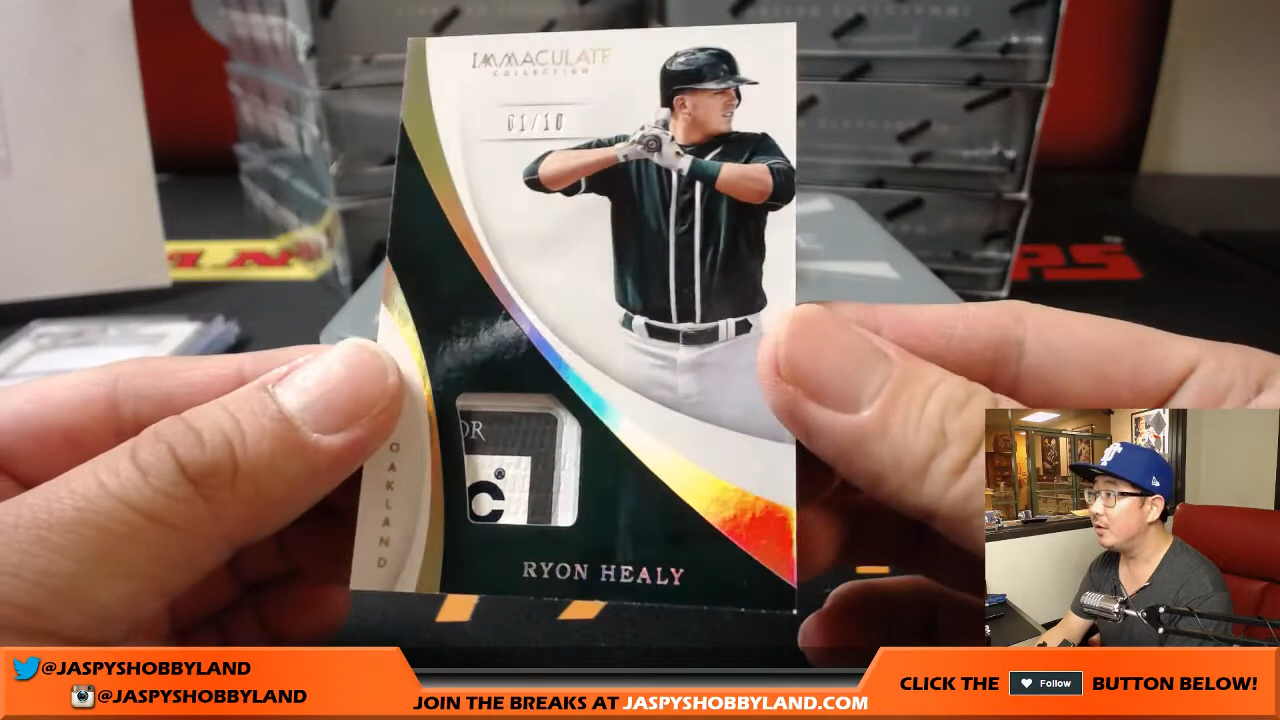 IMMACULATE
COLLECTION
01/10
OR
C®
OAKLAND
RYON HEALY
@JASPYSHOBBYLAND
@JASPYSHOBBYLAND
JOIN THE BREAKS AT JASPYSHOBBYLAND.COM
CLICK THE Follow BUTTON BELOW!